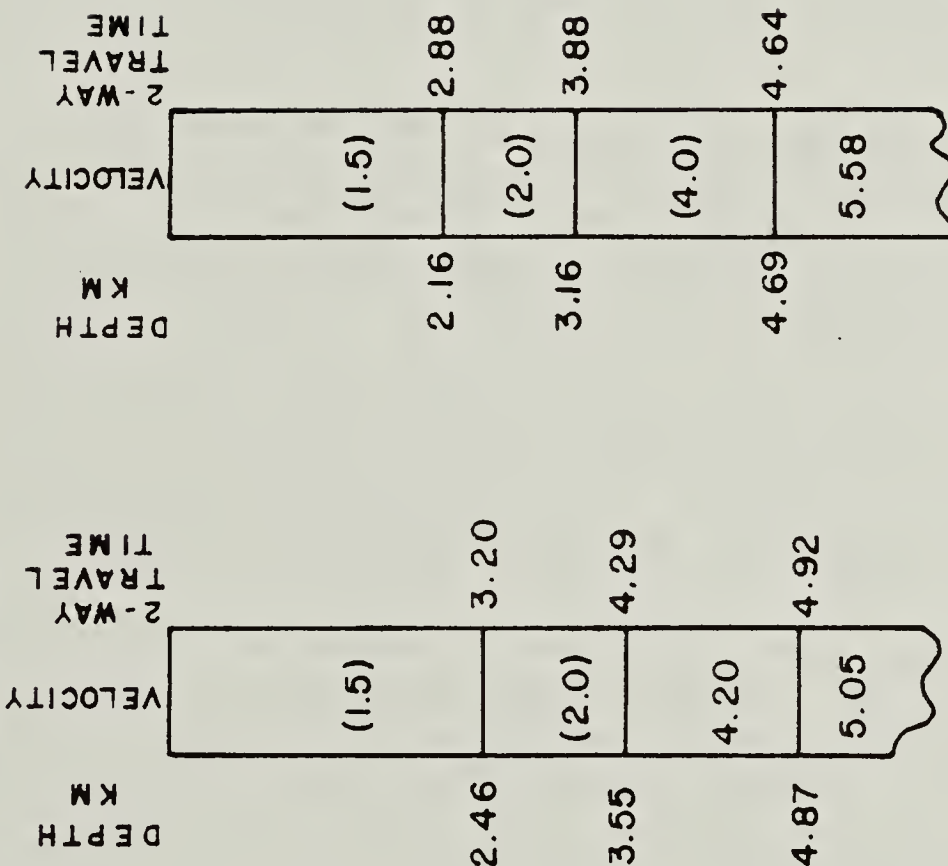 DEPTH
KM
VELOCITY
2-WAY
TRAVEL
TIME
(1.5)
2.46 3.20
(2.0)
3.55 4.29
4.20
4.87 4.92
5.05
DEPTH
KM
VELOCITY
2-WAY
TRAVEL
TIME
(1.5)
2.16 2.88
(2.0)
3.16 3.88
(4.0)
4.69 4.64
5.58